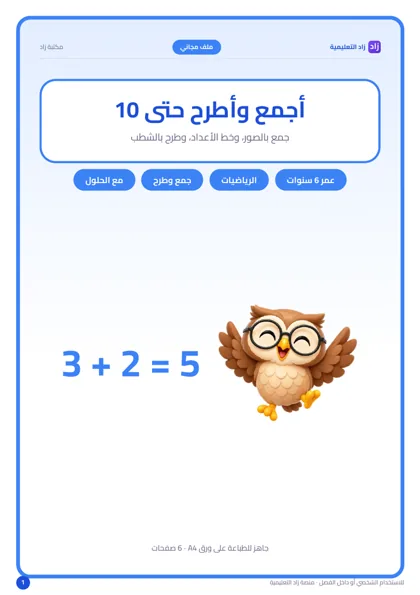 زاد زاد التعليمية
ملف مجاني
مكتبة زاد
أجمع وأطرح حتى 10
جمع بالصور، وخط الأعداد، وطرح بالشطب
عمر 6 سنوات
الرياضيات
جمع وطرح
مع الحلول
3 + 2 = 5
جاهز للطباعة على ورق A4 · 6 صفحات
للاستخدام الشخصي أو داخل الفصل · منصة زاد التعليمية
1